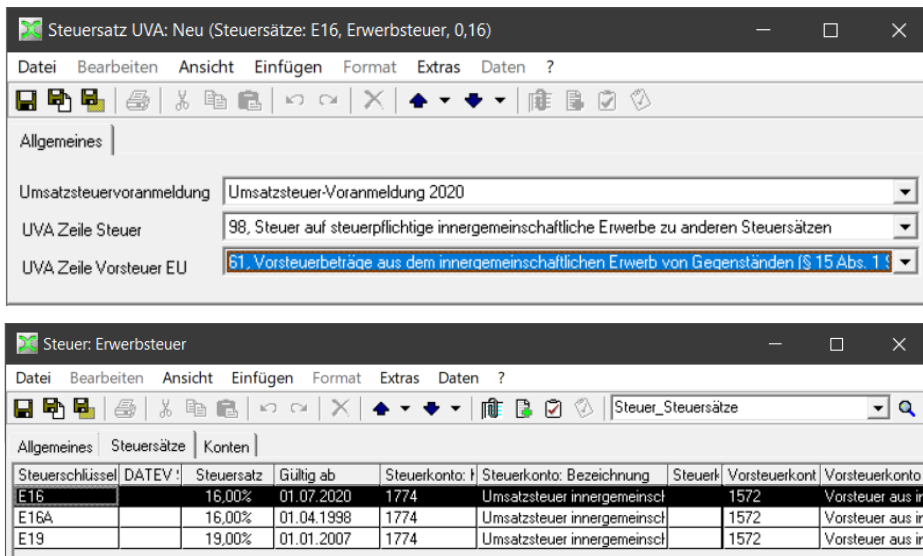 Steuersatz UVA: Neu (Steuersätze: E16, Erwerbsteuer, 0,16)
Datei Bearbeiten Ansicht Einfügen Format Extras Daten ?
Allgemeines
Umsatzsteuervoranmeldung Umsatzsteuer-Voranmeldung 2020
UVA Zeile Steuer 98, Steuer auf steuerpflichtige innergemeinschaftliche Erwerbe zu anderen Steuersätzen
UVA Zeile Vorsteuer EU 61, Vorsteuerbeträge aus dem innergemeinschaftlichen Erwerb von Gegenständen (§ 15 Abs. 1
Steuer: Erwerbsteuer
Datei Bearbeiten Ansicht Einfügen Format Extras Daten ?
Steuer_Steuersätze
Allgemeines Steuersätze Konten
Steuerschlüssel DATEV Steuersatz Gültig ab Steuerkonto: Steuerkonto: Bezeichnung Steuerk Vorsteuerkont Vorsteuerkonto
E16 16,00% 01.07.2020 1774 Umsatzsteuer innergemeinsch 1572 Vorsteuer aus in
E16A 16,00% 01.04.1998 1774 Umsatzsteuer innergemeinsch 1572 Vorsteuer aus in
E19 19,00% 01.01.2007 1774 Umsatzsteuer innergemeinsch 1572 Vorsteuer aus in